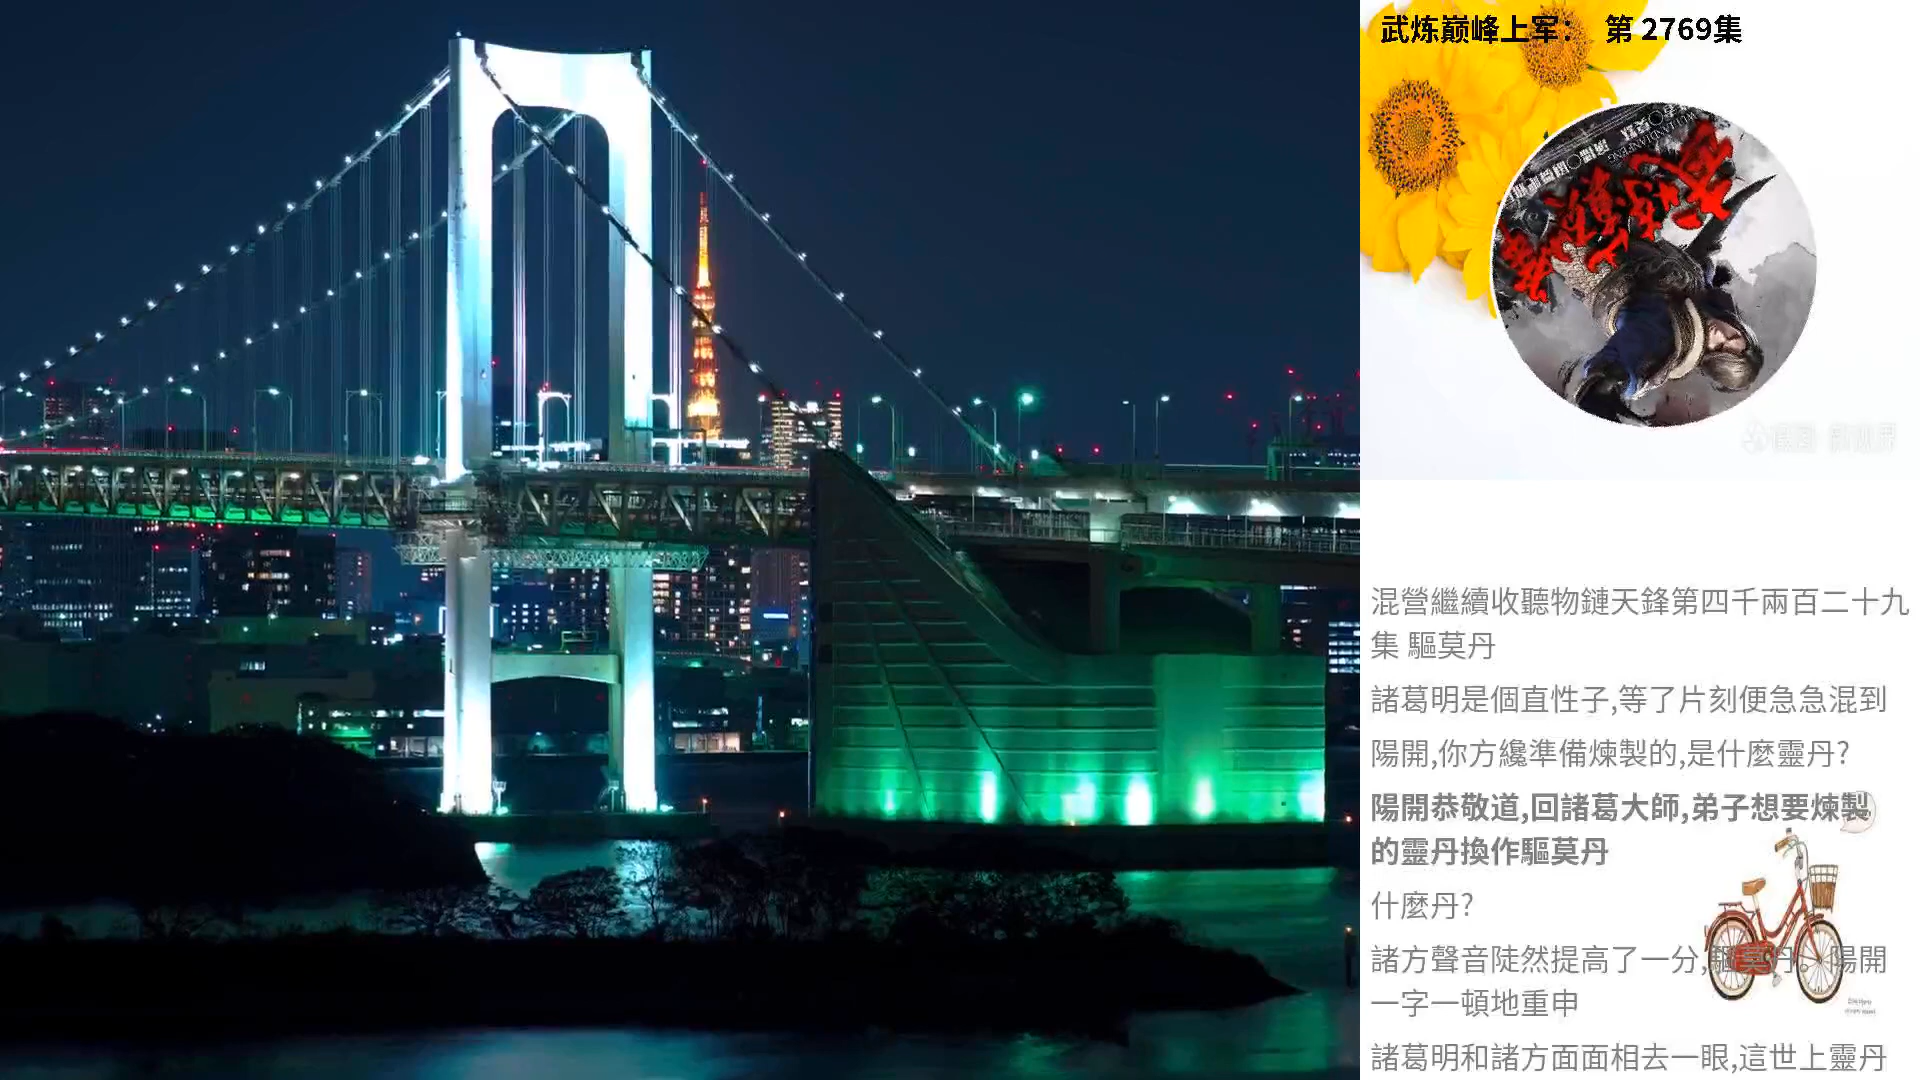 武炼巅峰上军： 第 2769集
混營繼續收聽物鏈天鋒第四千兩百二十九
集 驅莫丹
諸葛明是個直性子,等了片刻便急急混到
陽開,你方纔準備煉製的,是什麼靈丹?
陽開恭敬道,回諸葛大師,弟子想要煉製
的靈丹換作驅莫丹
什麼丹?
諸方聲音陡然提高了一分,驅莫丹。陽開
一字一頓地重申
諸葛明和諸方面面相去一眼,這世上靈丹